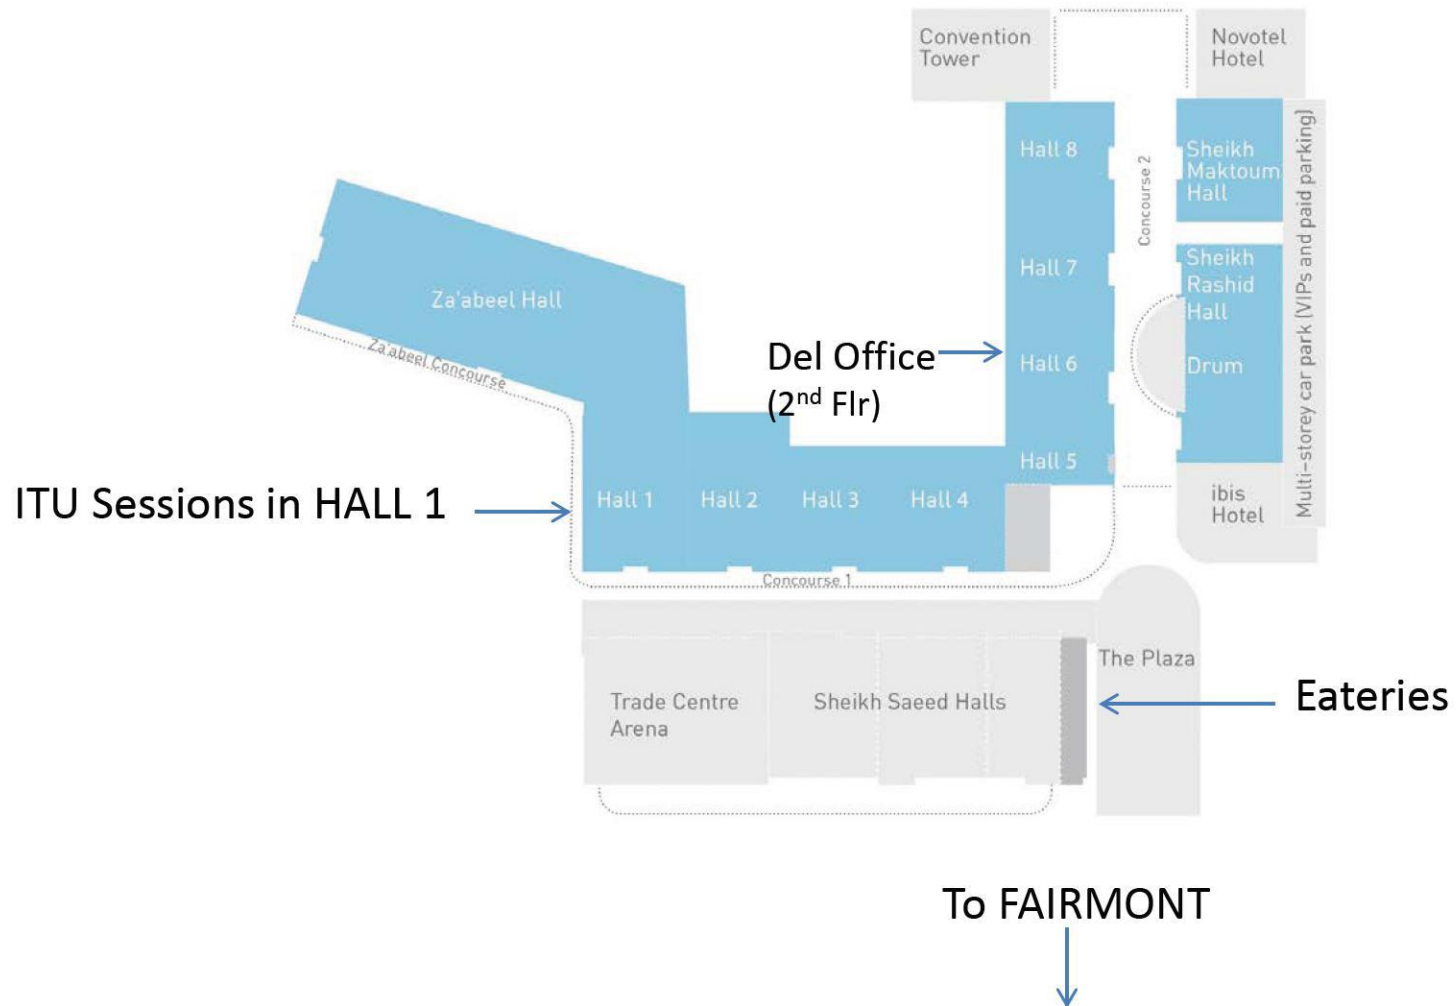 Convention
Tower
Novotel
Hotel
Hall 8
Concourse 2
Sheikh
Maktoum
Hall
Multi-storey car park (VIPs and paid parking)
Za'abeel Hall
Hall 7
Sheikh
Rashid
Hall
Za'abeel Concourse
Del Office
(2nd Flr)
Hall 6
Drum
ITU Sessions in HALL 1
Hall 1
Hall 2
Hall 3
Hall 4
Hall 5
ibis
Hotel
Concourse 1
Trade Centre
Arena
Sheikh Saeed Halls
The Plaza
Eateries
To FAIRMONT